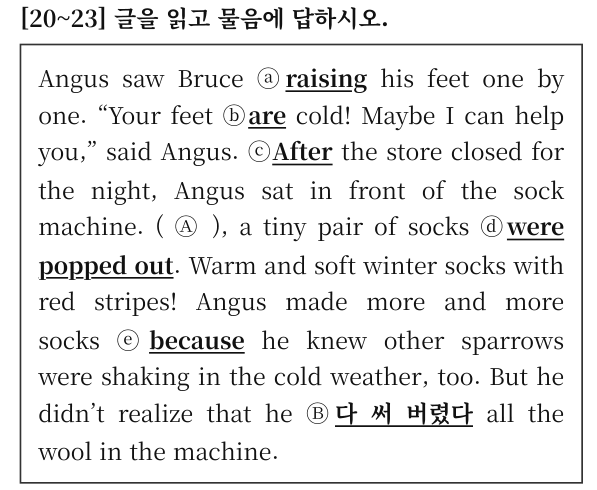 [20~23] 글을 읽고 물음에 답하시오.
Angus saw Bruce ⓐ raising his feet one by
one. “Your feet ⓑ are cold! Maybe I can help
you,” said Angus. ⓒ After the store closed for
the night, Angus sat in front of the sock
machine. ( Ⓐ ), a tiny pair of socks ⓓ were
popped out. Warm and soft winter socks with
red stripes! Angus made more and more
socks ⓔ because he knew other sparrows
were shaking in the cold weather, too. But he
didn’t realize that he Ⓑ 다 써 버렸다 all the
wool in the machine.